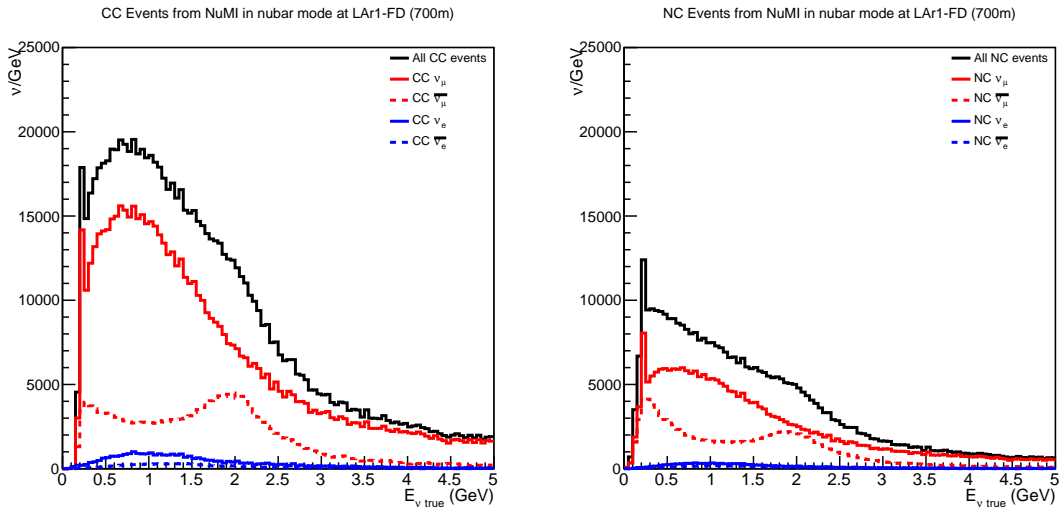 CC Events from NuMI in nubar mode at LAr1-FD (700m)
ν/GeV
25000
20000
15000
10000
5000
0
All CC events
CC ν_μ
CC ν̅_μ
CC ν_e
CC ν̅_e
0 0.5 1 1.5 2 2.5 3 3.5 4 4.5 5
E_ν true (GeV)
NC Events from NuMI in nubar mode at LAr1-FD (700m)
ν/GeV
25000
20000
15000
10000
5000
0
All NC events
NC ν_μ
NC ν̅_μ
NC ν_e
NC ν̅_e
0 0.5 1 1.5 2 2.5 3 3.5 4 4.5 5
E_ν true (GeV)